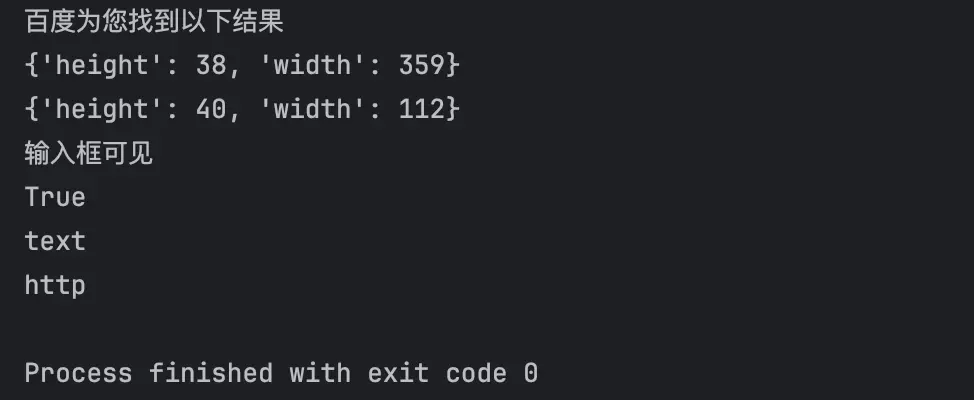 百度为您找到以下结果
{'height': 38, 'width': 359}
{'height': 40, 'width': 112}
输入框可见
True
text
http
Process finished with exit code 0